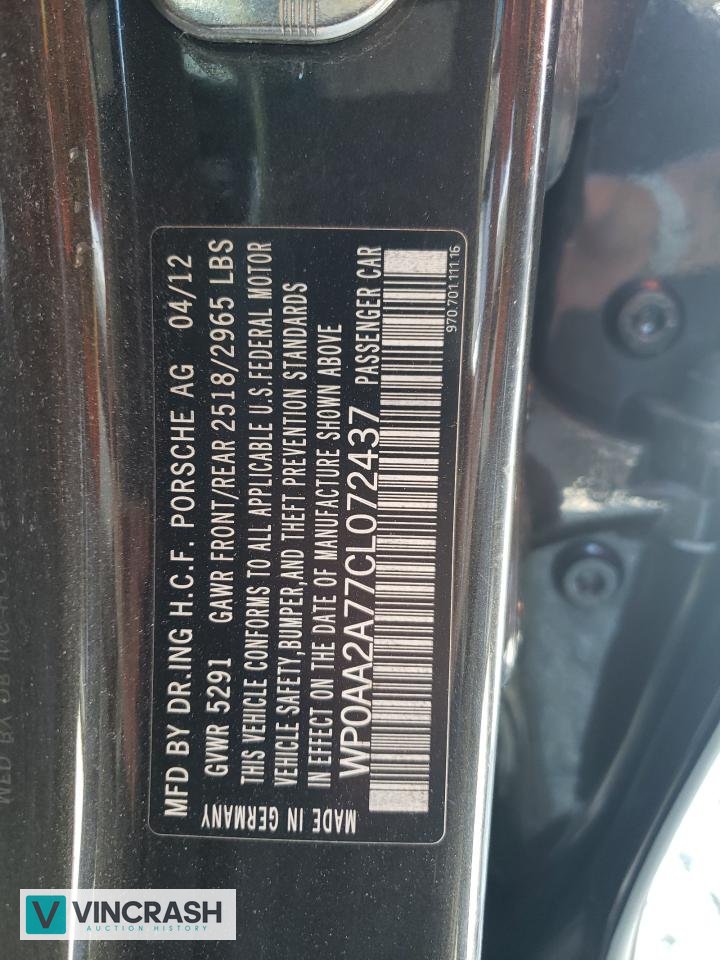 MFD BY DR.ING H.C.F. PORSCHE AG 04/12
GVWR 5291 GAWR FRONT/REAR 2518/2965 LBS
THIS VEHICLE CONFORMS TO ALL APPLICABLE U.S.FEDERAL MOTOR
VEHICLE SAFETY,BUMPER,AND THEFT PREVENTION STANDARDS
IN EFFECT ON THE DATE OF MANUFACTURE SHOWN ABOVE
WP0AA2A77CL072437 PASSENGER CAR
MADE IN GERMANY
970.701.111.16
V VINCRASH
AUCTION HISTORY